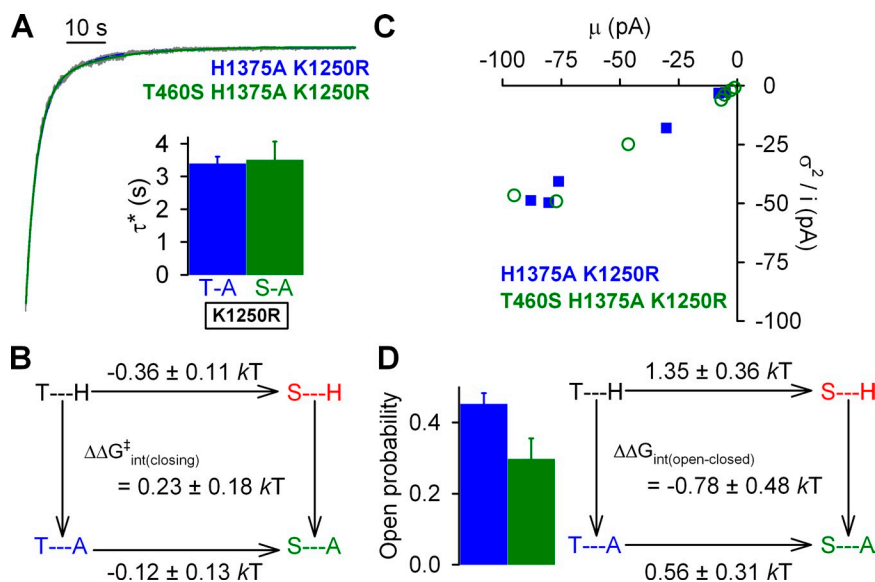 A
10 s
H1375A K1250R
T460S H1375A K1250R
4
3
2
1
0
τ* (s)
T-A S-A
K1250R
C
μ (pA)
-100 -75 -50 -25 0
0
-25
-50
-75
-100
σ² / i (pA)
H1375A K1250R
T460S H1375A K1250R
B
-0.36 ± 0.11 kT
T---H S---H
ΔΔG‡int(closing)
= 0.23 ± 0.18 kT
T---A S---A
-0.12 ± 0.13 kT
D
Open probability
0.4
0.2
0.0
1.35 ± 0.36 kT
T---H S---H
ΔΔGint(open-closed)
= -0.78 ± 0.48 kT
T---A S---A
0.56 ± 0.31 kT